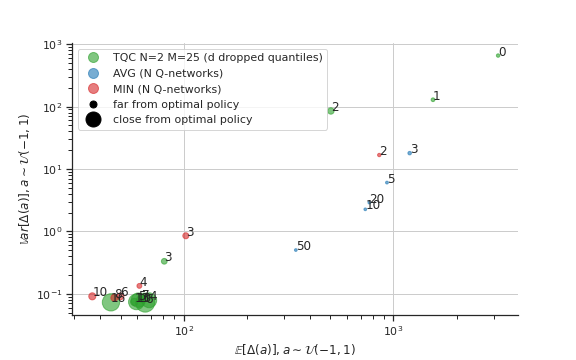 10³
10²
10¹
10⁰
10⁻¹
𝕍ar[Δ(a)], a ~ 𝒰(−1, 1)
TQC N=2 M=25 (d dropped quantiles)
AVG (N Q-networks)
MIN (N Q-networks)
far from optimal policy
close from optimal policy
0
1
2
2
3
5
20
10
3
50
3
4
10
10²
10³
𝔼[Δ(a)], a ~ 𝒰(−1, 1)